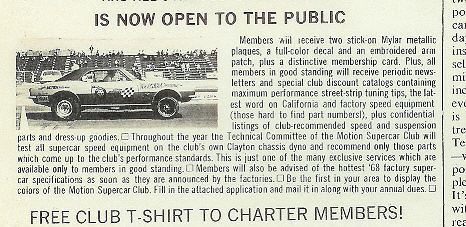 IS NOW OPEN TO THE PUBLIC
Members will receive two stick-on Mylar metallic
plaques, a full-color decal and an embroidered arm
patch, plus a distinctive membership card. Plus, all
members in good standing will receive periodic news-
letters and special club discount catalogs containing
maximum performance street-strip tuning tips, the lat-
est word on California and factory speed equipment
(those hard to find part numbers!), plus confidential
listings of club-recommended speed and suspension
parts and dress-up goodies. □ Throughout the year the Technical Committee of the Motion Supercar Club will
test all supercar speed equipment on the club's own Clayton chassis dyno and recommend only those parts
which come up to the club's performance standards. This is just one of the many exclusive services which are
available only to members in good standing. □ Members will also be advised of the hottest '68 factory super-
car specifications as soon as they are announced by the factories. □ Be the first in your area to display the
colors of the Motion Supercar Club. Fill in the attached application and mail it in along with your annual dues. □
FREE CLUB T-SHIRT TO CHARTER MEMBERS!